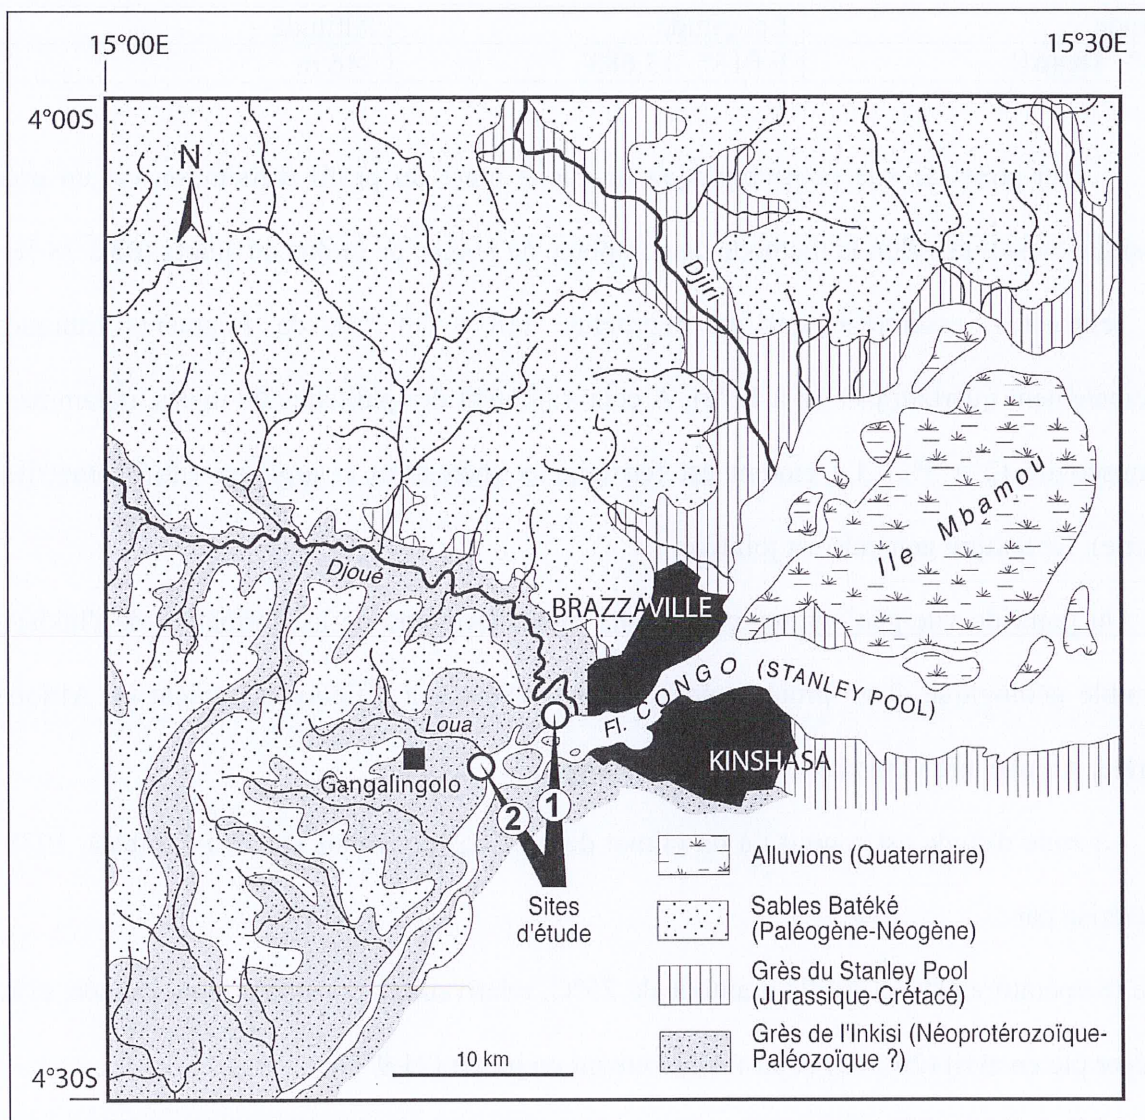 15°00E
15°30E
4°00S
N
Djiri
Ile Mbamou
Djoué
BRAZZAVILLE
Fl. CONGO (STANLEY POOL)
Loua
KINSHASA
Gangalingolo
1
2
Sites
d'étude
Alluvions (Quaternaire)
Sables Batéké
(Paléogène-Néogène)
Grès du Stanley Pool
(Jurassique-Crétacé)
Grès de l'Inkisi (Néoprotérozoïque-
Paléozoïque ?)
10 km
4°30S